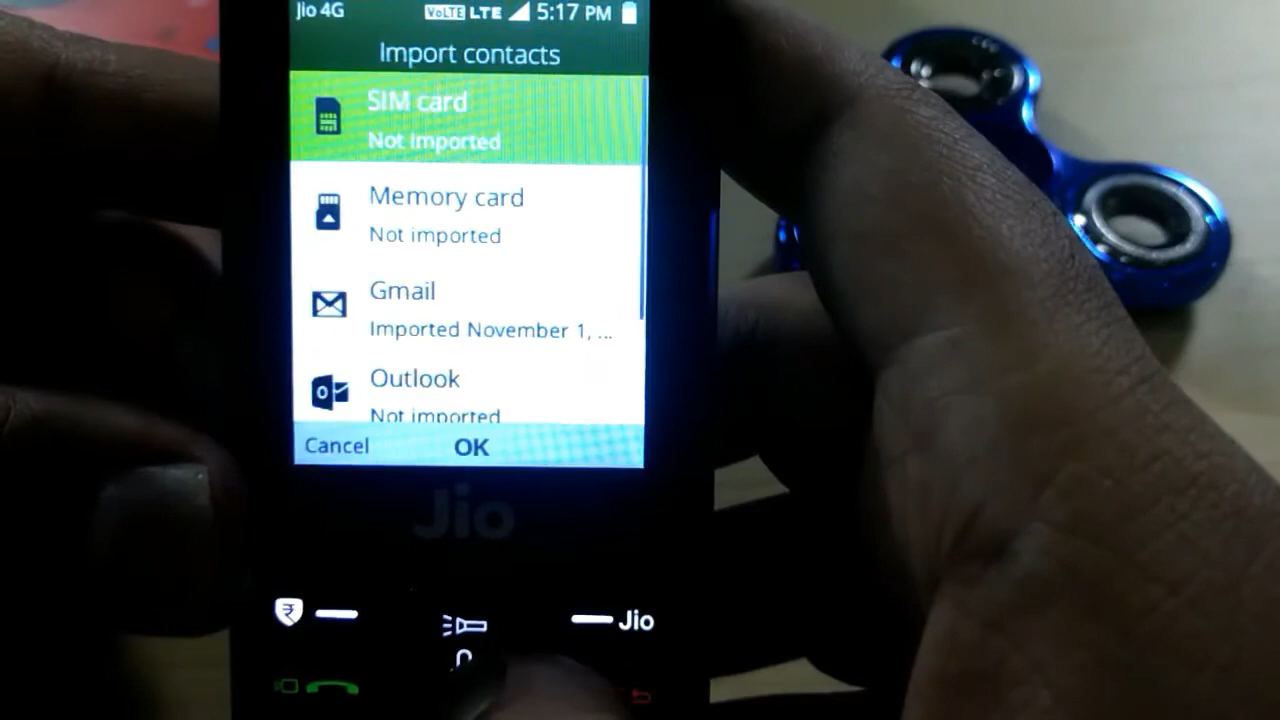 Jio 4G VoLTE LTE 5:17 PM
Import contacts
SIM card
Not imported
Memory card
Not imported
Gmail
Imported November 1, ...
Outlook
Not imported
Cancel OK
Jio
Jio